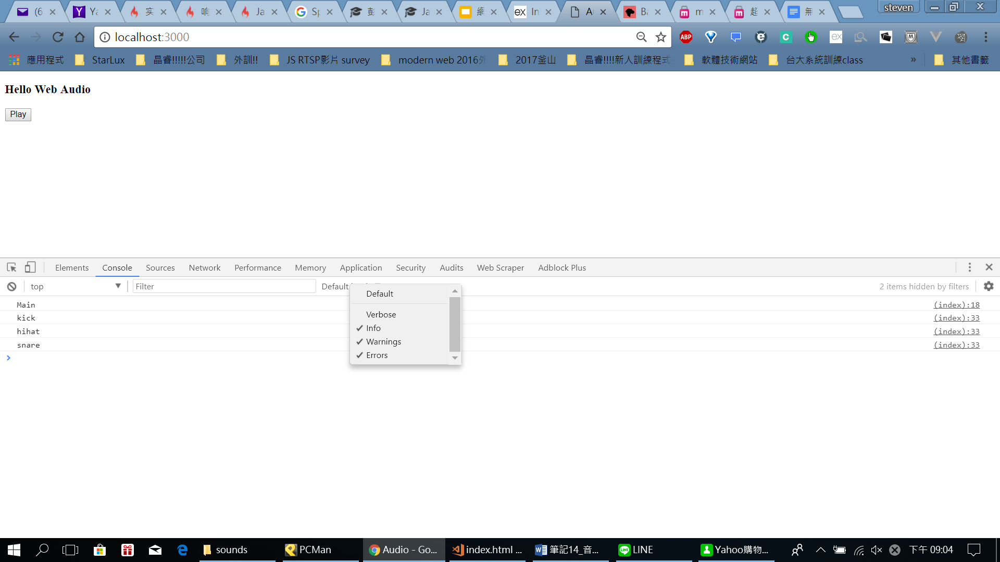 (6 Ya 实 响 Ja Sp 彭 Ja 網 In A Ba m 超 無 steven
localhost:3000 ABP
應用程式 StarLux 晶睿!!!!!公司 外訓!! JS RTSP影片 survey modern web 2016外 2017釜山 晶睿!!!!新人訓練程式 軟體技術網站 台大系統訓練class » 其他書籤
Hello Web Audio
Play
Elements Console Sources Network Performance Memory Application Security Audits Web Scraper Adblock Plus
top Filter Default 2 items hidden by filters
Default
Verbose
Info
Warnings
Errors
Main (index):18
kick (index):33
hihat (index):33
snare (index):33
sounds PCMan Audio - Go... index.html ... 筆記14_音... LINE Yahoo購物... 下午 09:04